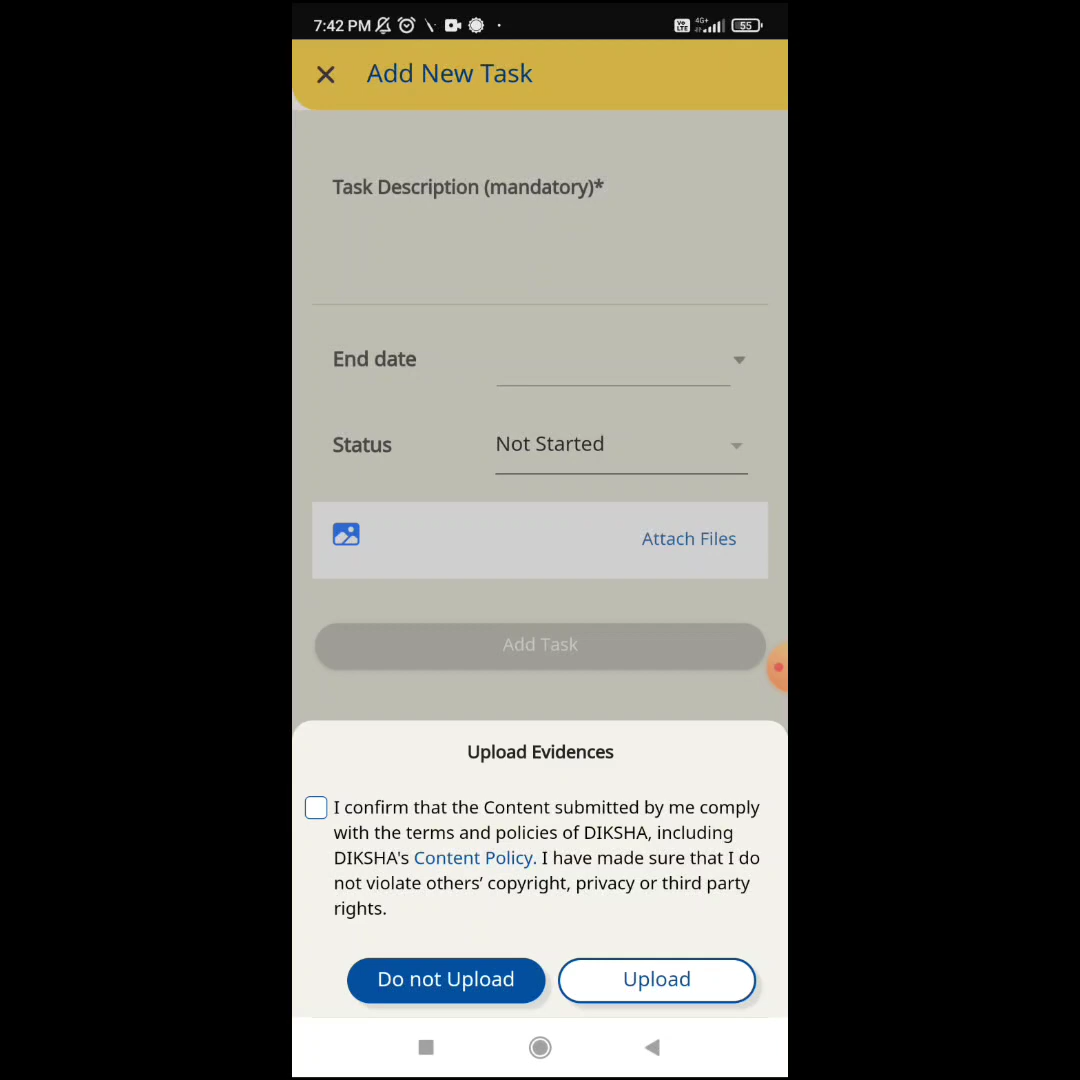 7:42 PM
Vo LTE 4G+ 55
Add New Task
Task Description (mandatory)*
End date
Status Not Started
Attach Files
Add Task
Upload Evidences
I confirm that the Content submitted by me comply
with the terms and policies of DIKSHA, including
DIKSHA's Content Policy. I have made sure that I do
not violate others’ copyright, privacy or third party
rights.
Do not Upload Upload